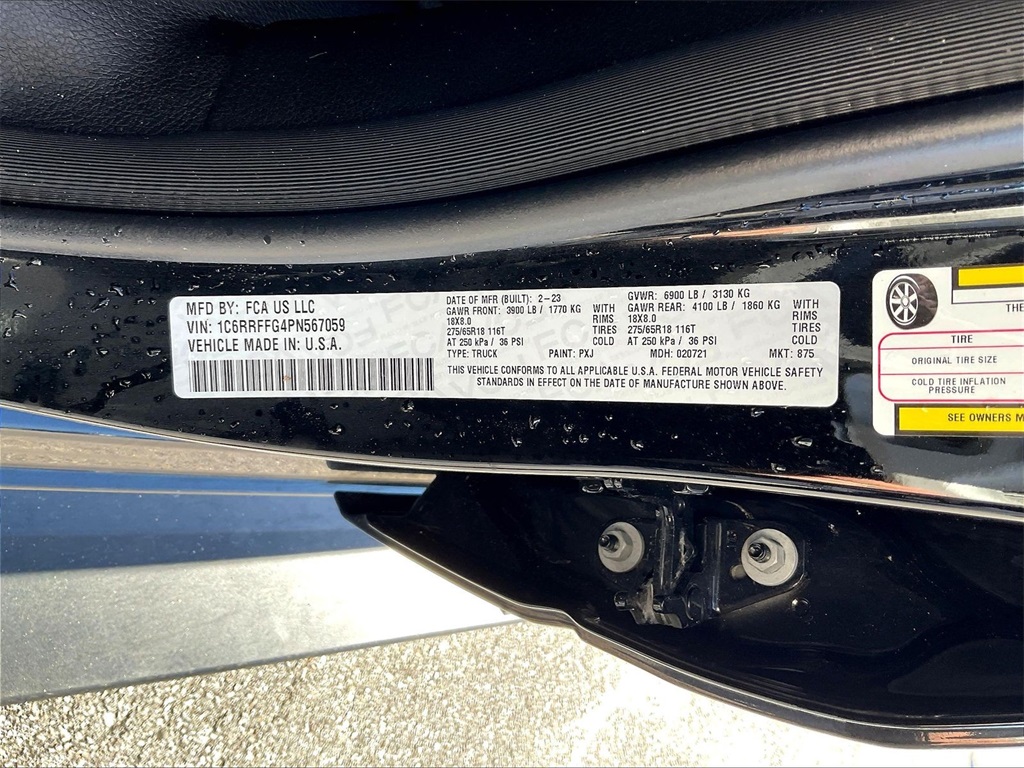 MFD BY: FCA US LLC
VIN: 1C6RRFFG4PN567059
VEHICLE MADE IN: U.S.A.
DATE OF MFR (BUILT): 2-23
GAWR FRONT: 3900 LB / 1770 KG WITH
18X8.0 RIMS
275/65R18 116T TIRES
AT 250 kPa / 36 PSI COLD
GVWR: 6900 LB / 3130 KG
GAWR REAR: 4100 LB / 1860 KG WITH
18X8.0 RIMS
275/65R18 116T TIRES
AT 250 kPa / 36 PSI COLD
TYPE: TRUCK PAINT: PXJ MDH: 020721 MKT: 875
THIS VEHICLE CONFORMS TO ALL APPLICABLE U.S.A. FEDERAL MOTOR VEHICLE SAFETY
STANDARDS IN EFFECT ON THE DATE OF MANUFACTURE SHOWN ABOVE.
THE
TIRE
ORIGINAL TIRE SIZE
COLD TIRE INFLATION
PRESSURE
SEE OWNERS M